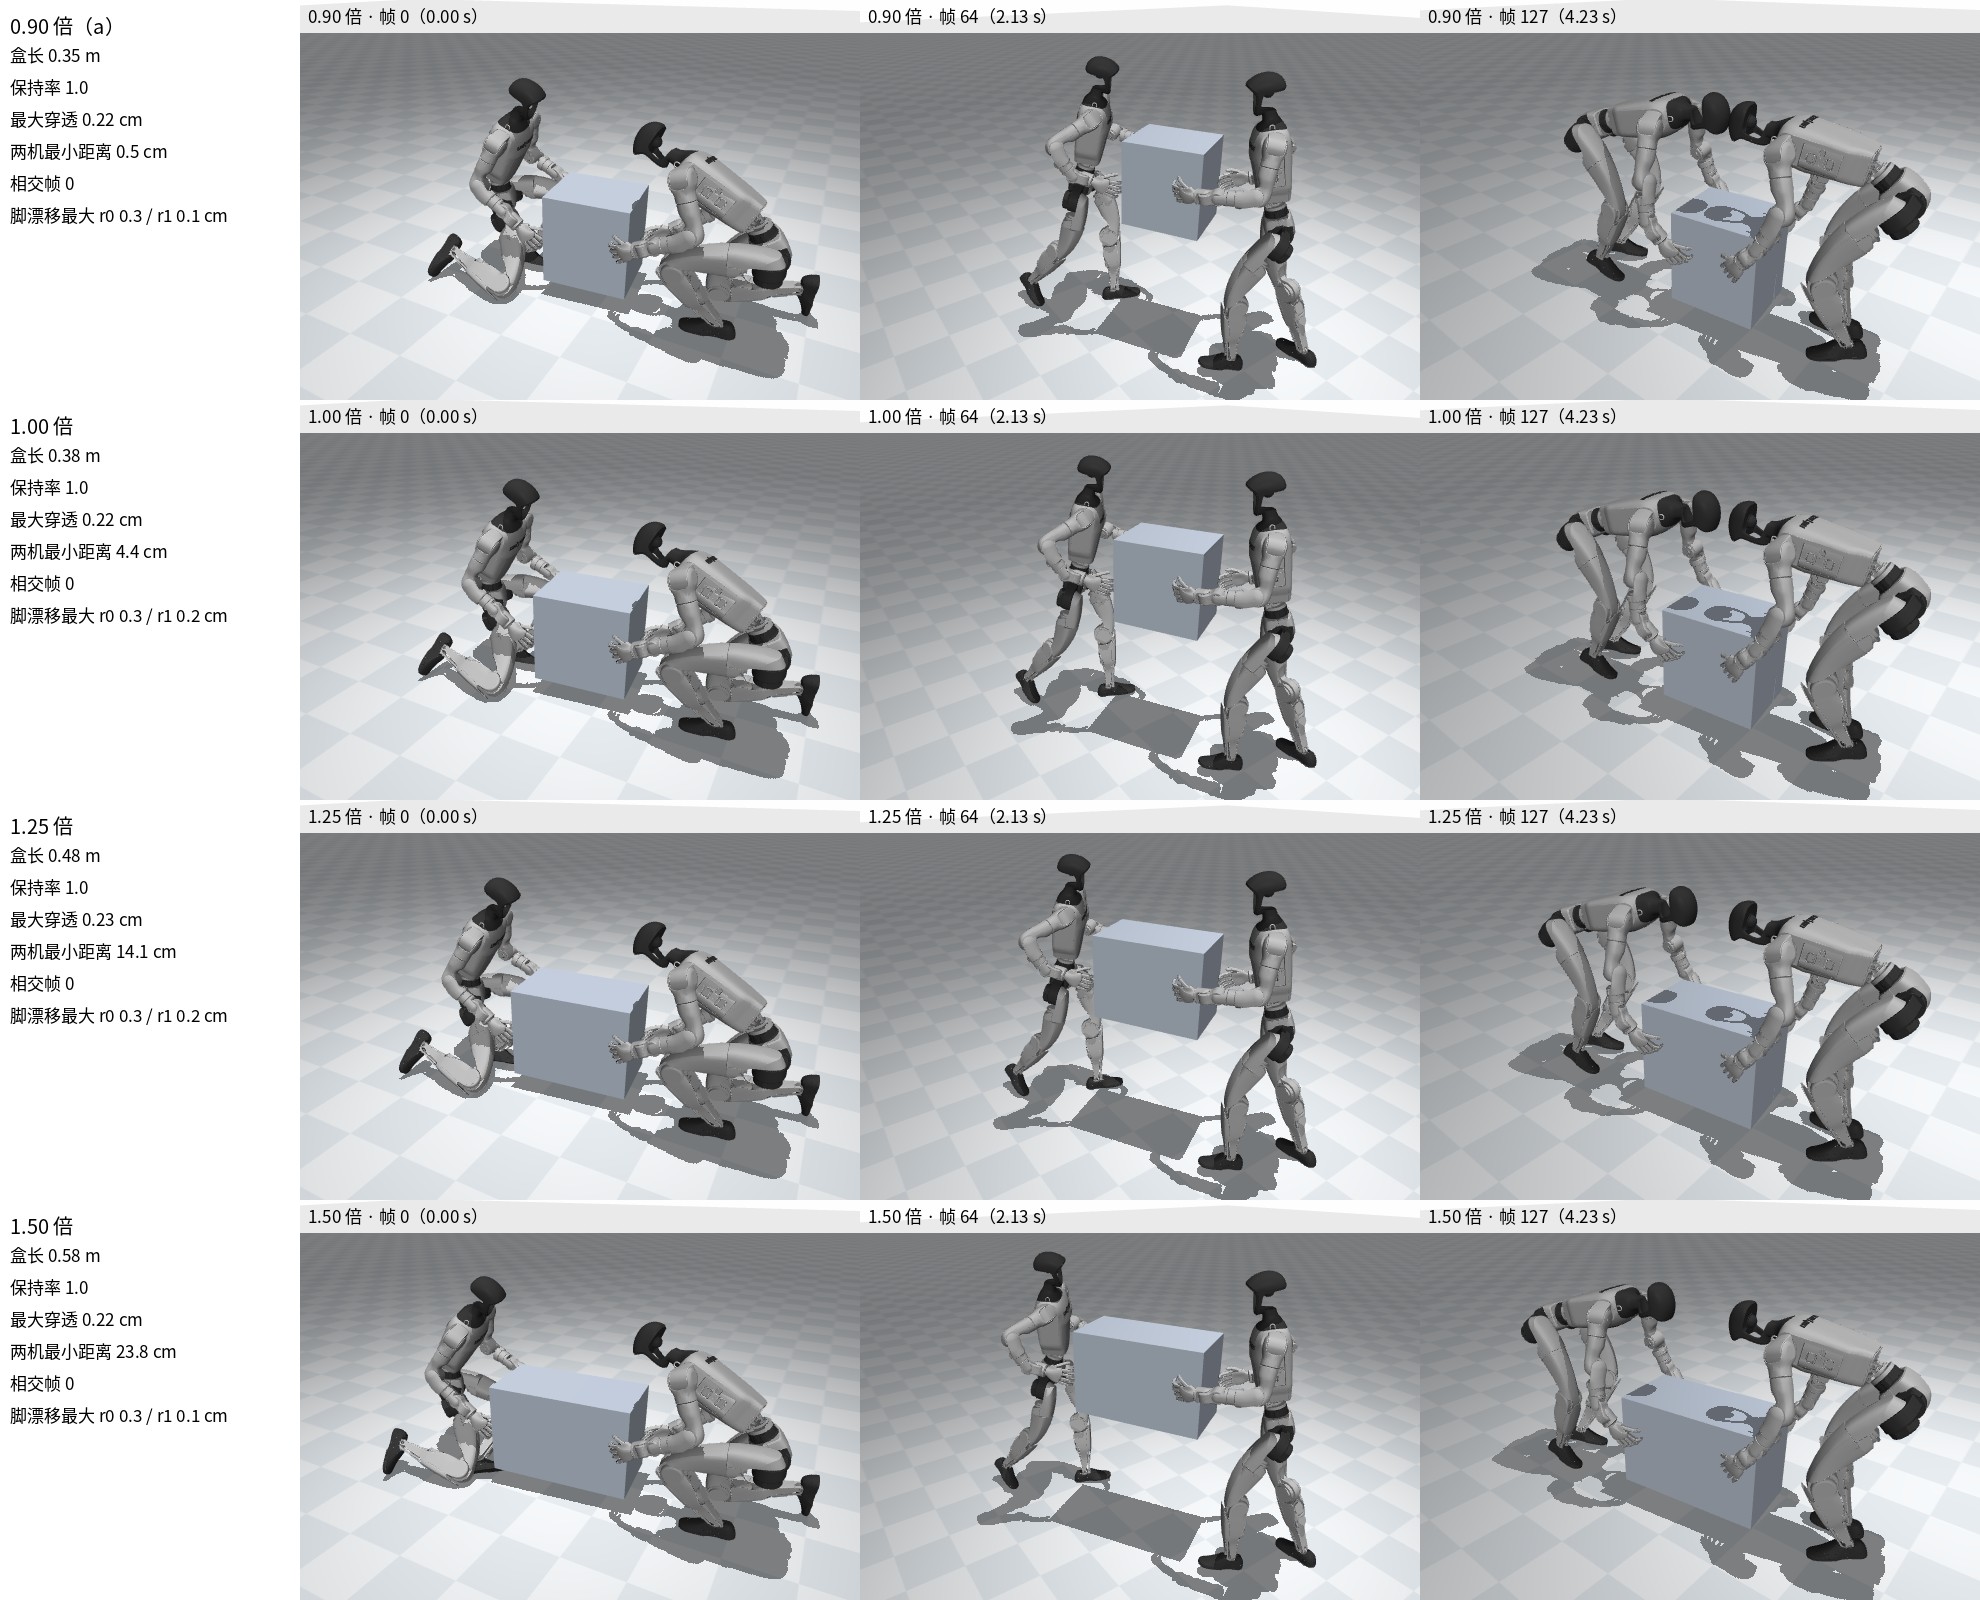 0.90 倍（a）
盒长 0.35 m
保持率 1.0
最大穿透 0.22 cm
两机最小距离 0.5 cm
相交帧 0
脚漂移最大 r0 0.3 / r1 0.1 cm
0.90 倍 · 帧 0（0.00 s）
0.90 倍 · 帧 64（2.13 s）
0.90 倍 · 帧 127（4.23 s）
1.00 倍
盒长 0.38 m
保持率 1.0
最大穿透 0.22 cm
两机最小距离 4.4 cm
相交帧 0
脚漂移最大 r0 0.3 / r1 0.2 cm
1.00 倍 · 帧 0（0.00 s）
1.00 倍 · 帧 64（2.13 s）
1.00 倍 · 帧 127（4.23 s）
1.25 倍
盒长 0.48 m
保持率 1.0
最大穿透 0.23 cm
两机最小距离 14.1 cm
相交帧 0
脚漂移最大 r0 0.3 / r1 0.2 cm
1.25 倍 · 帧 0（0.00 s）
1.25 倍 · 帧 64（2.13 s）
1.25 倍 · 帧 127（4.23 s）
1.50 倍
盒长 0.58 m
保持率 1.0
最大穿透 0.22 cm
两机最小距离 23.8 cm
相交帧 0
脚漂移最大 r0 0.3 / r1 0.1 cm
1.50 倍 · 帧 0（0.00 s）
1.50 倍 · 帧 64（2.13 s）
1.50 倍 · 帧 127（4.23 s）